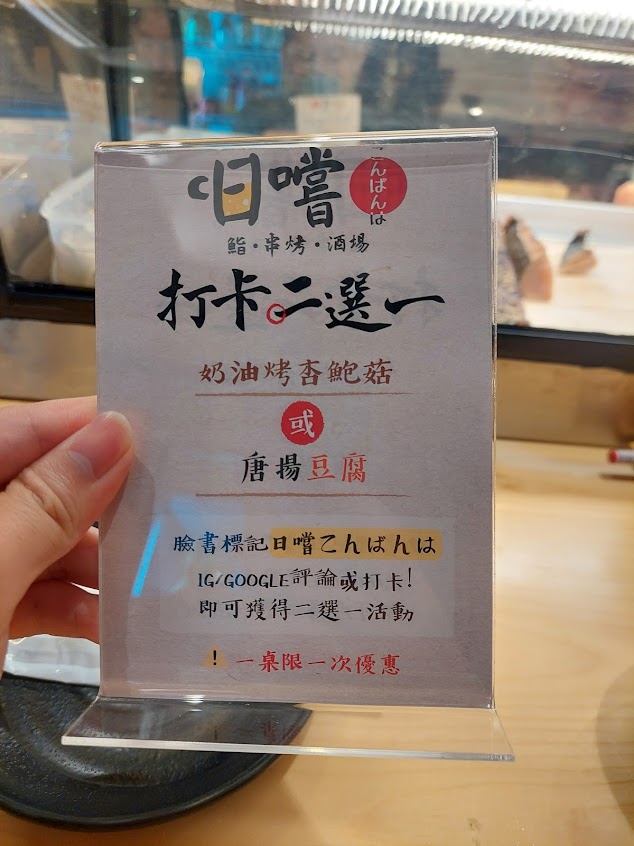 日嚐
こんばんは
鮨・串烤・酒場
打卡。二選一
奶油烤杏鮑菇
或
唐揚豆腐
臉書標記日嚐こんばんは
IG/GOOGLE評論或打卡!
即可獲得二選一活動
! 一桌限一次優惠